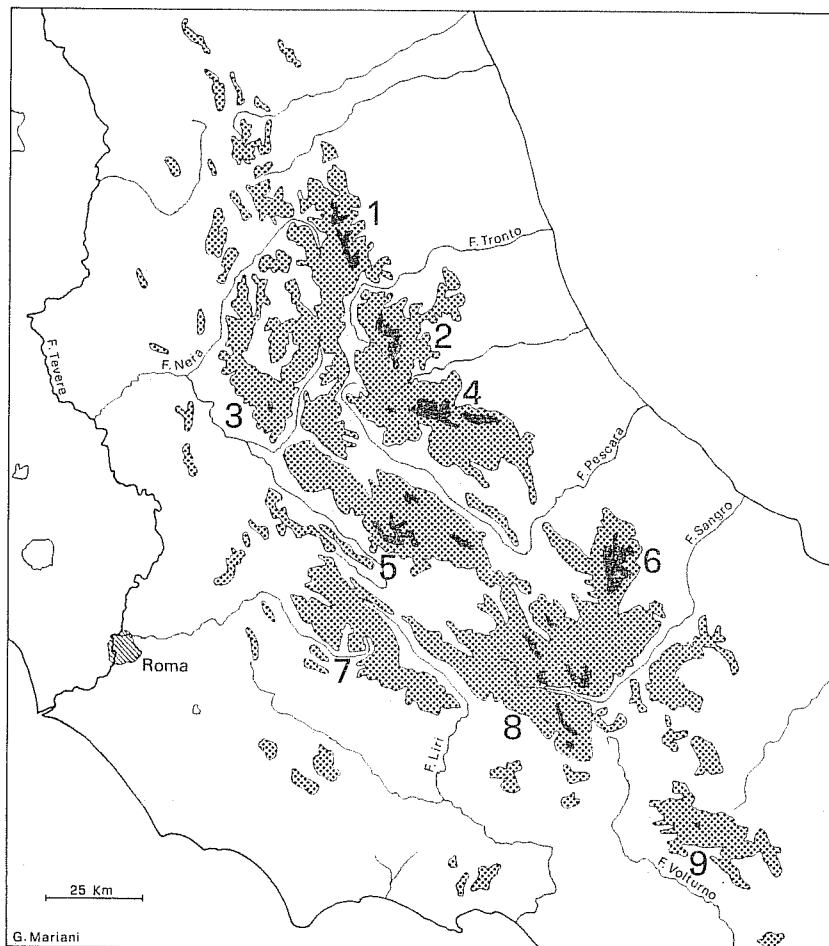 1
F. Tronto
2
F. Nera
F. Tevere
4
3
F. Pescara
F. Sangro
6
5
Roma
7
8
F. Liri
9
F. Volturno
25 Km
G. Mariani